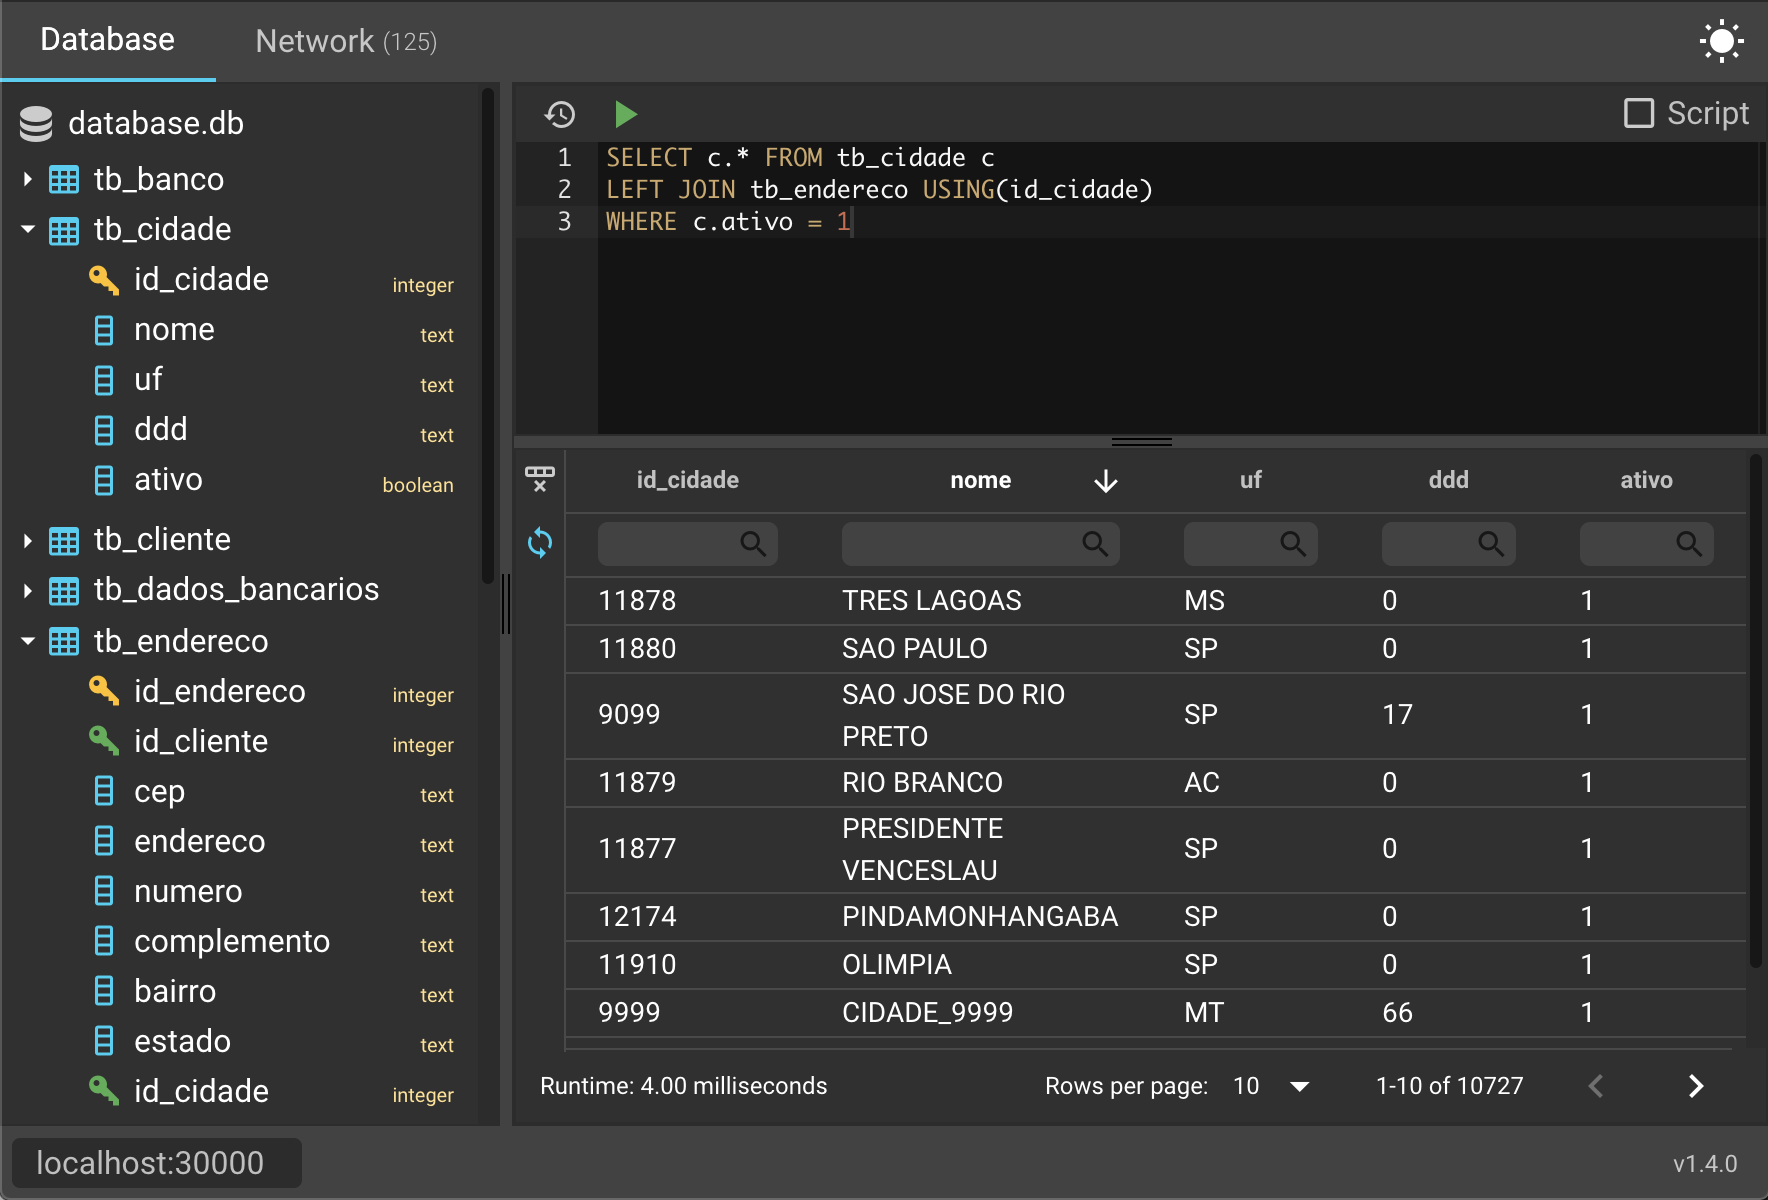 Database
Network (125)
database.db
tb_banco
tb_cidade
id_cidade integer
nome text
uf text
ddd text
ativo boolean
tb_cliente
tb_dados_bancarios
tb_endereco
id_endereco integer
id_cliente integer
cep text
endereco text
numero text
complemento text
bairro text
estado text
id_cidade integer
Script
1 SELECT c.* FROM tb_cidade c
2 LEFT JOIN tb_endereco USING(id_cidade)
3 WHERE c.ativo = 1
id_cidade nome uf ddd ativo
11878 TRES LAGOAS MS 0 1
11880 SAO PAULO SP 0 1
9099 SAO JOSE DO RIO PRETO SP 17 1
11879 RIO BRANCO AC 0 1
11877 PRESIDENTE VENCESLAU SP 0 1
12174 PINDAMONHANGABA SP 0 1
11910 OLIMPIA SP 0 1
9999 CIDADE_9999 MT 66 1
Runtime: 4.00 milliseconds
Rows per page: 10
1-10 of 10727
localhost:30000
v1.4.0